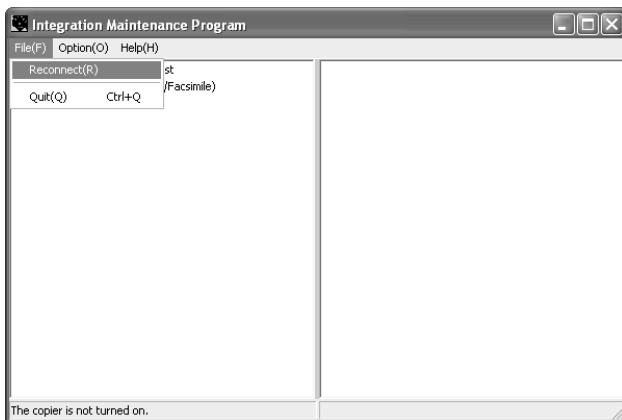 Integration Maintenance Program
File(F) Option(O) Help(H)
Reconnect(R) st
Quit(Q) Ctrl+Q /Facsimile)
The copier is not turned on.